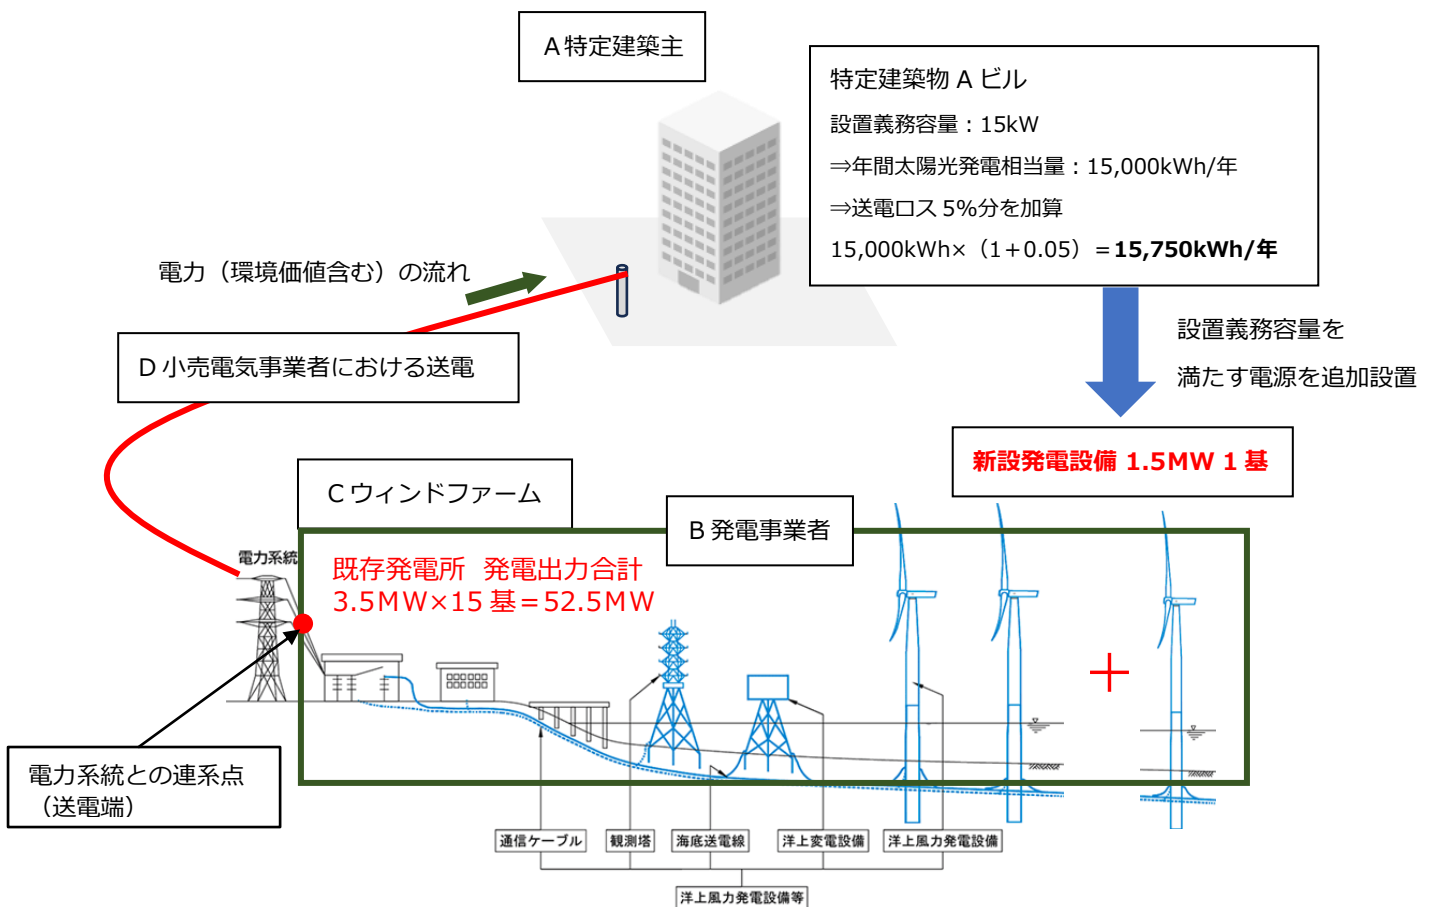 A特定建築主
特定建築物 A ビル
設置義務容量：15kW
⇒年間太陽光発電相当量：15,000kWh/年
⇒送電ロス 5%分を加算
15,000kWh×（1＋0.05）＝15,750kWh/年
電力（環境価値含む）の流れ
D 小売電気事業者における送電
設置義務容量を
満たす電源を追加設置
新設発電設備 1.5MW 1 基
C ウィンドファーム
B 発電事業者
電力系統
既存発電所 発電出力合計
3.5MW×15 基＝52.5MW
電力系統との連系点
（送電端）
通信ケーブル
観測塔
海底送電線
洋上変電設備
洋上風力発電設備
洋上風力発電設備等